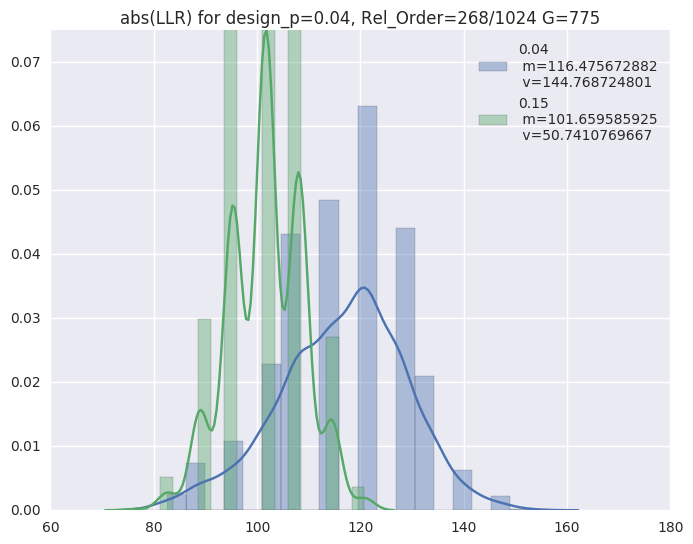 abs(LLR) for design_p=0.04, Rel_Order=268/1024 G=775
0.04
m=116.475672882
v=144.768724801
0.15
m=101.659585925
v=50.7410769667
0.07
0.06
0.05
0.04
0.03
0.02
0.01
0.00
60 80 100 120 140 160 180